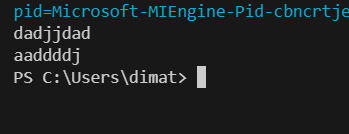 pid=Microsoft-MIEngine-Pid-cbncrtje
dadjjdad
aaddddj
PS C:\Users\dimat>